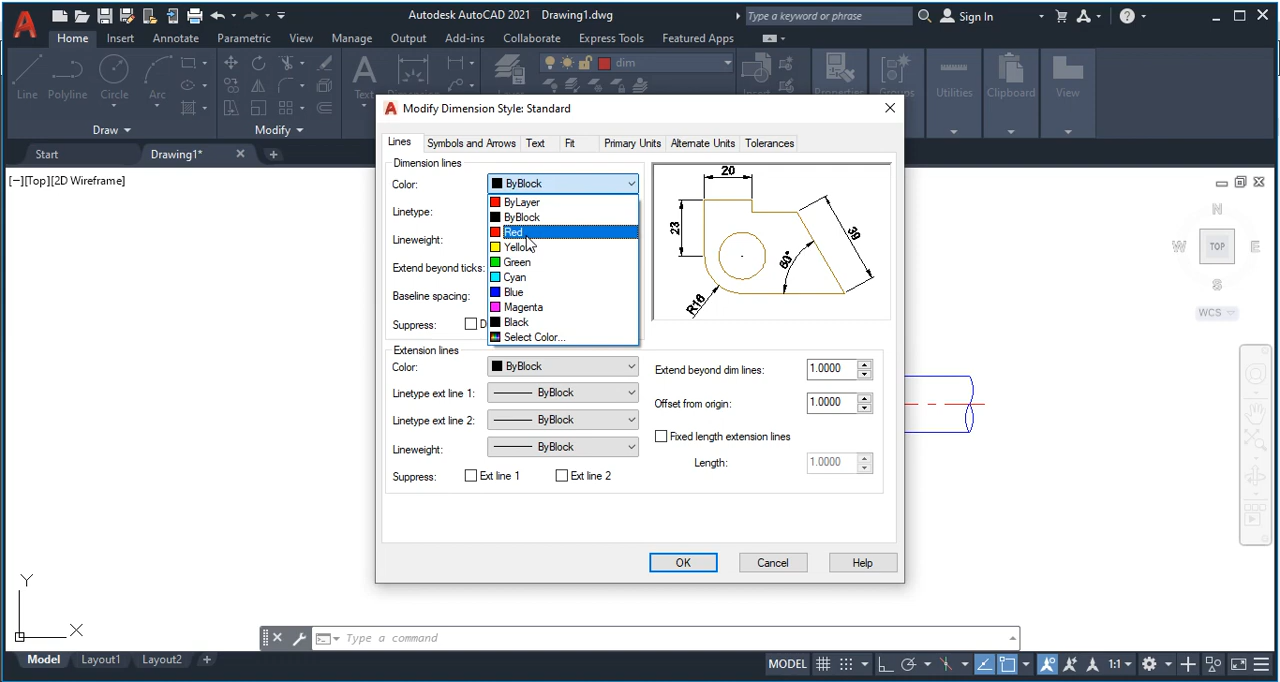 Autodesk AutoCAD 2021 Drawing1.dwg
Type a keyword or phrase
Sign In
Home Insert Annotate Parametric View Manage Output Add-ins Collaborate Express Tools Featured Apps
dim
Line Polyline Circle Arc Text Properties Groups Utilities Clipboard View
Draw Modify
Start Drawing1*
[−][Top][2D Wireframe]
Modify Dimension Style: Standard
Lines Symbols and Arrows Text Fit Primary Units Alternate Units Tolerances
Dimension lines
Color: ByBlock
ByLayer
ByBlock
Red
Yellow
Green
Cyan
Blue
Magenta
Black
Select Color...
Linetype:
Lineweight:
Extend beyond ticks:
Baseline spacing:
Suppress: D
20
23
39
60°
R16
Extension lines
Color: ByBlock
Linetype ext line 1: ByBlock
Linetype ext line 2: ByBlock
Lineweight: ByBlock
Suppress: Ext line 1 Ext line 2
Extend beyond dim lines: 1.0000
Offset from origin: 1.0000
Fixed length extension lines
Length: 1.0000
OK Cancel Help
N
W TOP E
S
WCS
Y
X
Type a command
Model Layout1 Layout2
MODEL 1:1